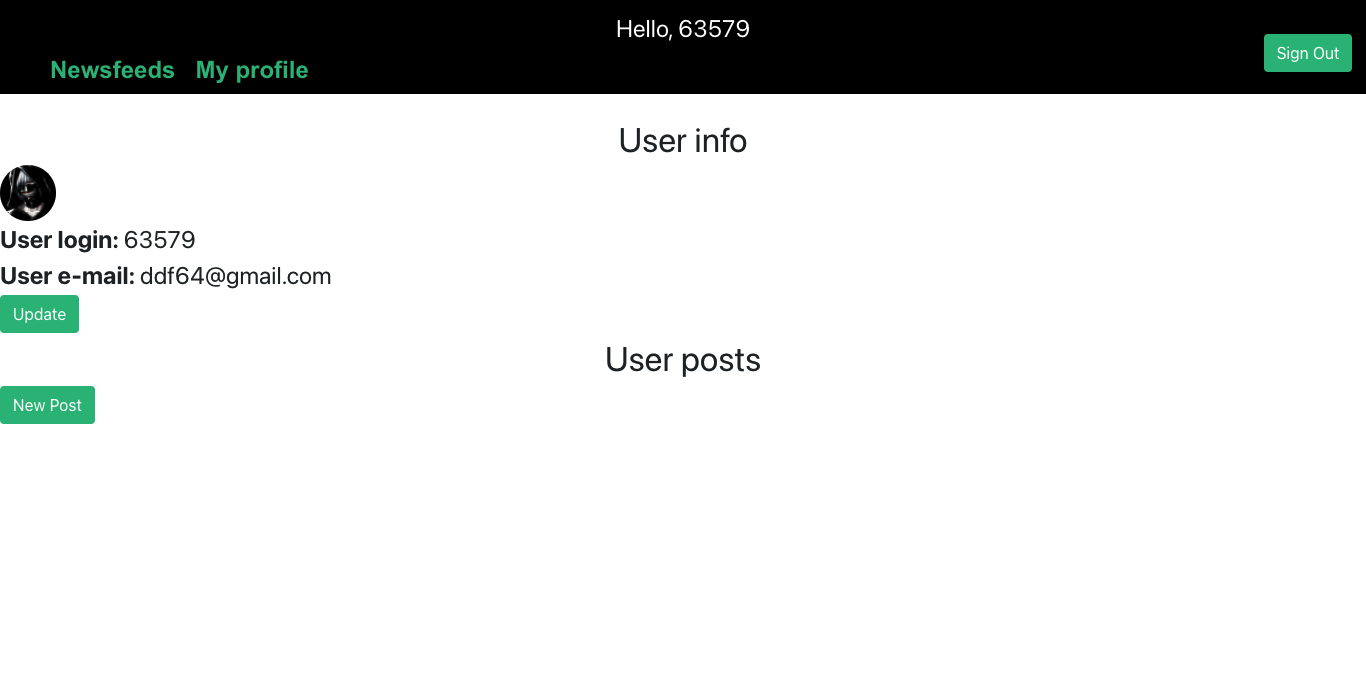 Hello, 63579
Newsfeeds My profile
Sign Out
User info
User login: 63579
User e-mail: ddf64@gmail.com
Update
User posts
New Post